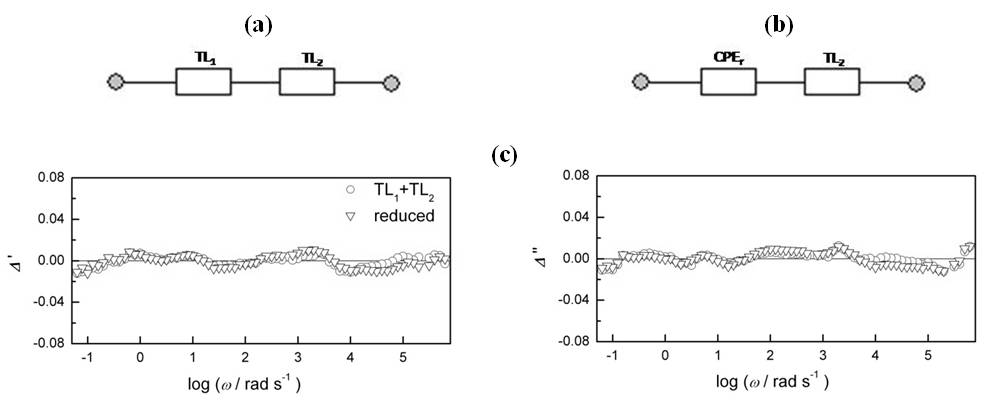 (a)
(b)
TL₁ TL₂
CPEᵣ TL₂
(c)
0.08
0.04
0.00
-0.04
-0.08
Δ'
TL₁+TL₂
reduced
-1 0 1 2 3 4 5
log (ω / rad s⁻¹)
0.08
0.04
0.00
-0.04
-0.08
Δ"
-1 0 1 2 3 4 5
log (ω / rad s⁻¹)